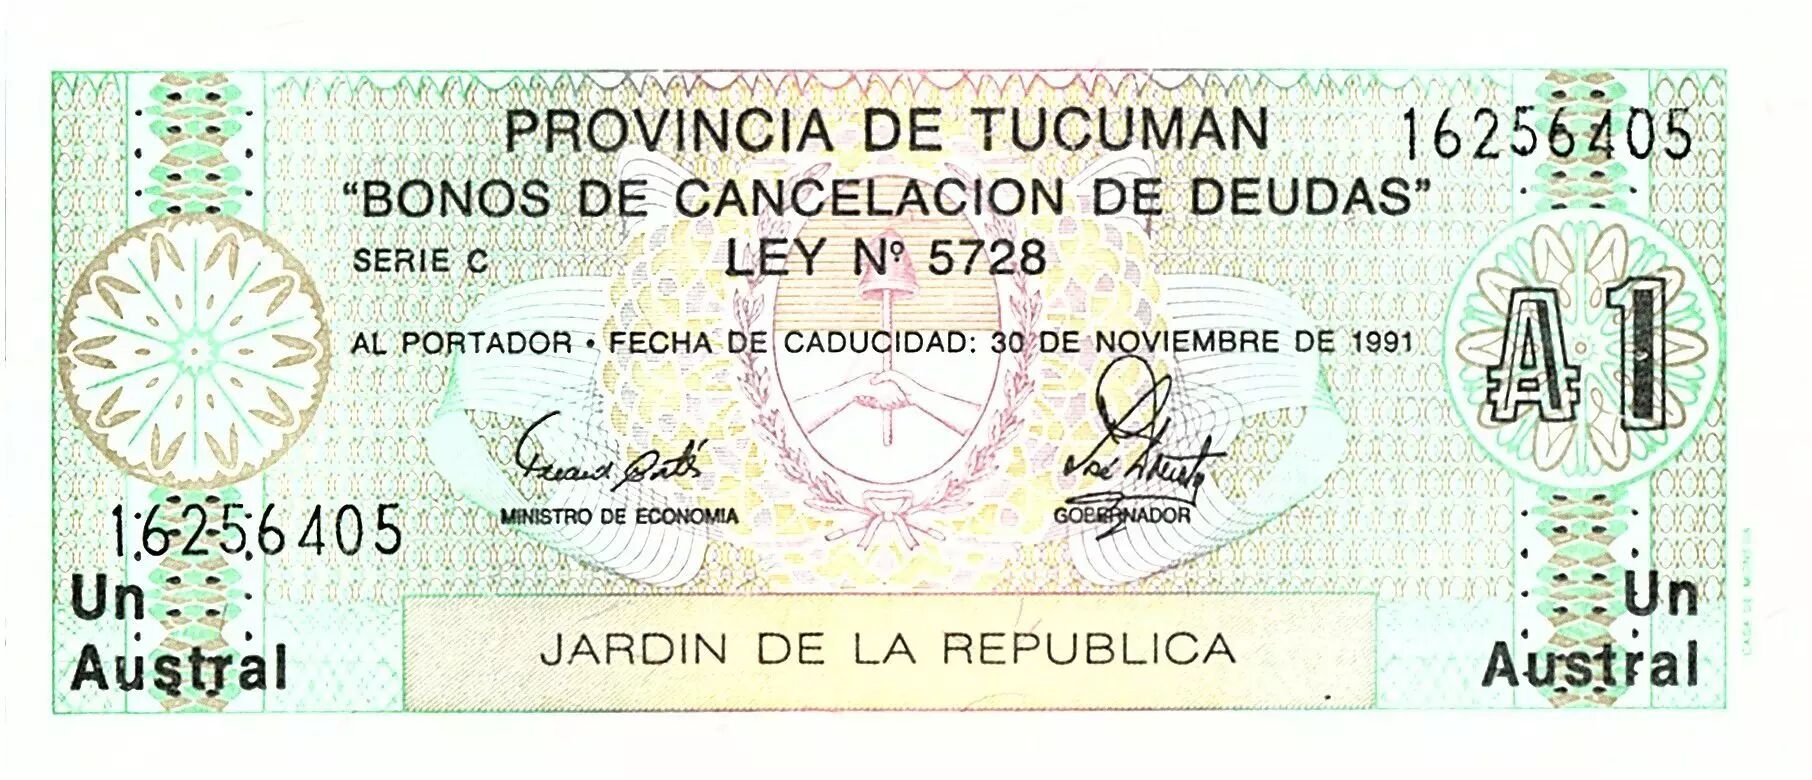 PROVINCIA DE TUCUMAN
16256405
"BONOS DE CANCELACION DE DEUDAS"
SERIE C
LEY Nº 5728
AL PORTADOR • FECHA DE CADUCIDAD: 30 DE NOVIEMBRE DE 1991
₳ 1
MINISTRO DE ECONOMIA
GOBERNADOR
16256405
Un
Austral
Un
Austral
JARDIN DE LA REPUBLICA